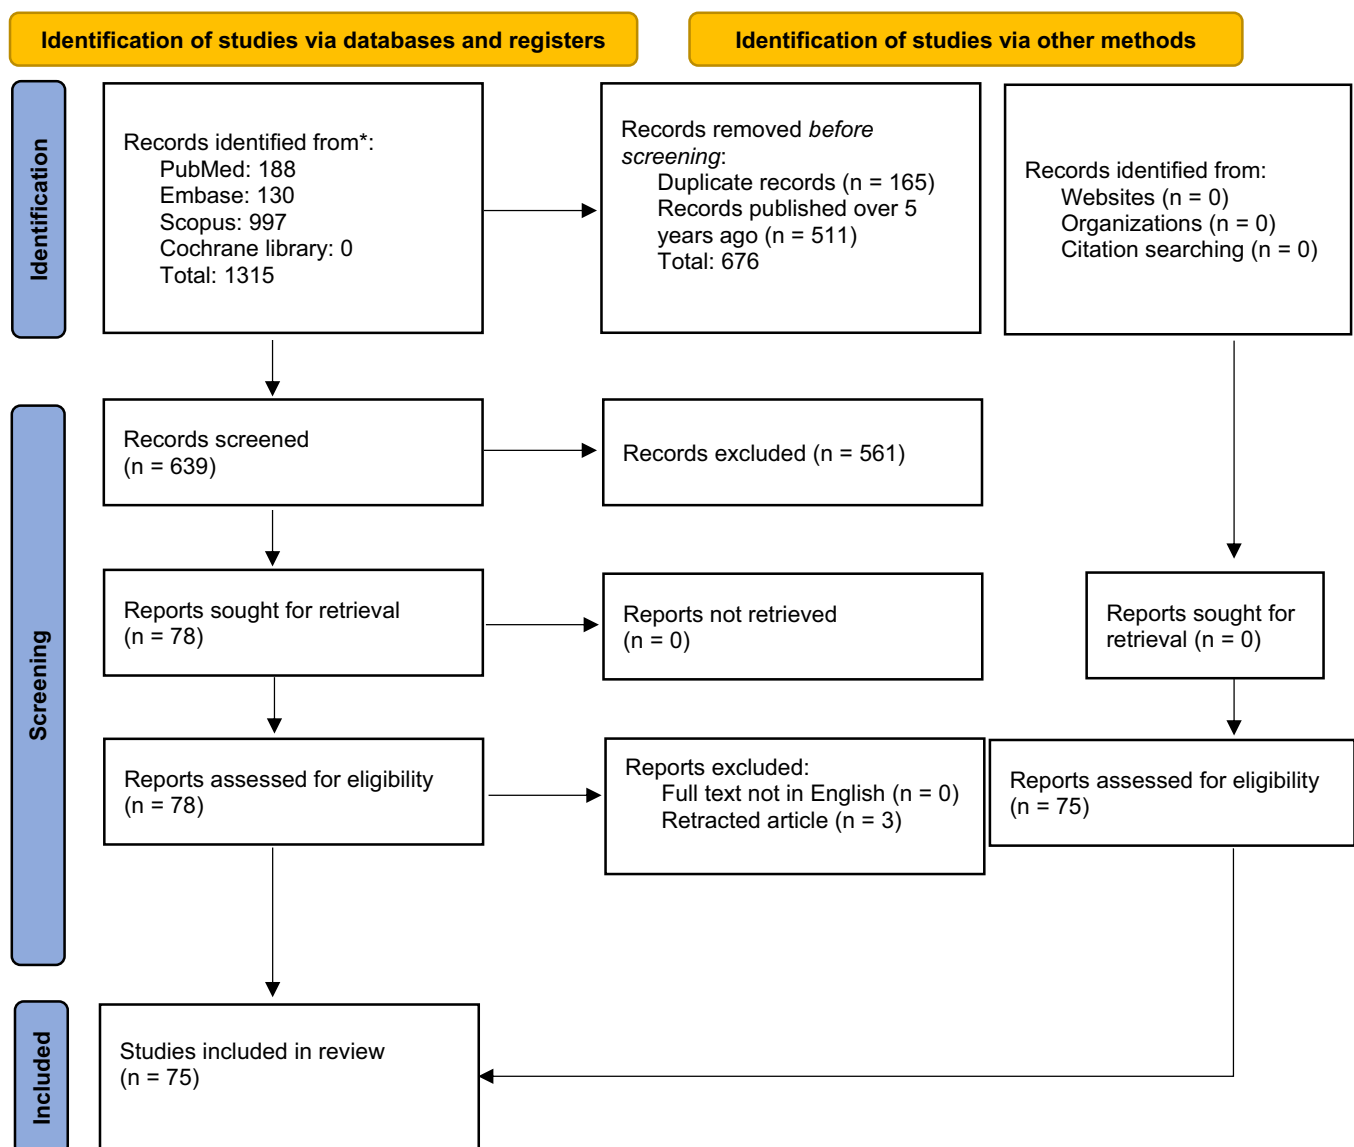 Identification of studies via databases and registers
Identification of studies via other methods
Identification
Records identified from*:
PubMed: 188
Embase: 130
Scopus: 997
Cochrane library: 0
Total: 1315
Records removed before
screening:
Duplicate records (n = 165)
Records published over 5
years ago (n = 511)
Total: 676
Records identified from:
Websites (n = 0)
Organizations (n = 0)
Citation searching (n = 0)
Screening
Records screened
(n = 639)
Records excluded (n = 561)
Reports sought for retrieval
(n = 78)
Reports not retrieved
(n = 0)
Reports sought for
retrieval (n = 0)
Reports assessed for eligibility
(n = 78)
Reports excluded:
Full text not in English (n = 0)
Retracted article (n = 3)
Reports assessed for eligibility
(n = 75)
Included
Studies included in review
(n = 75)